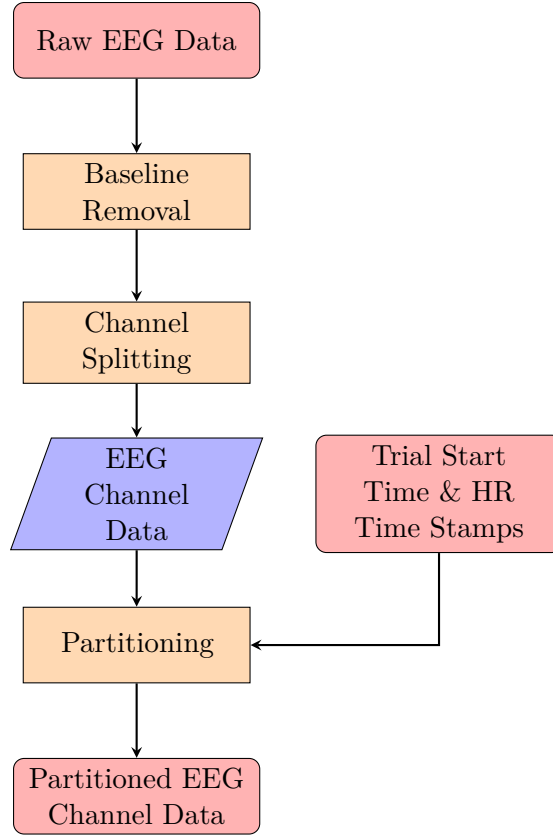 Raw EEG Data
Baseline
Removal
Channel
Splitting
EEG
Channel
Data
Trial Start
Time & HR
Time Stamps
Partitioning
Partitioned EEG
Channel Data